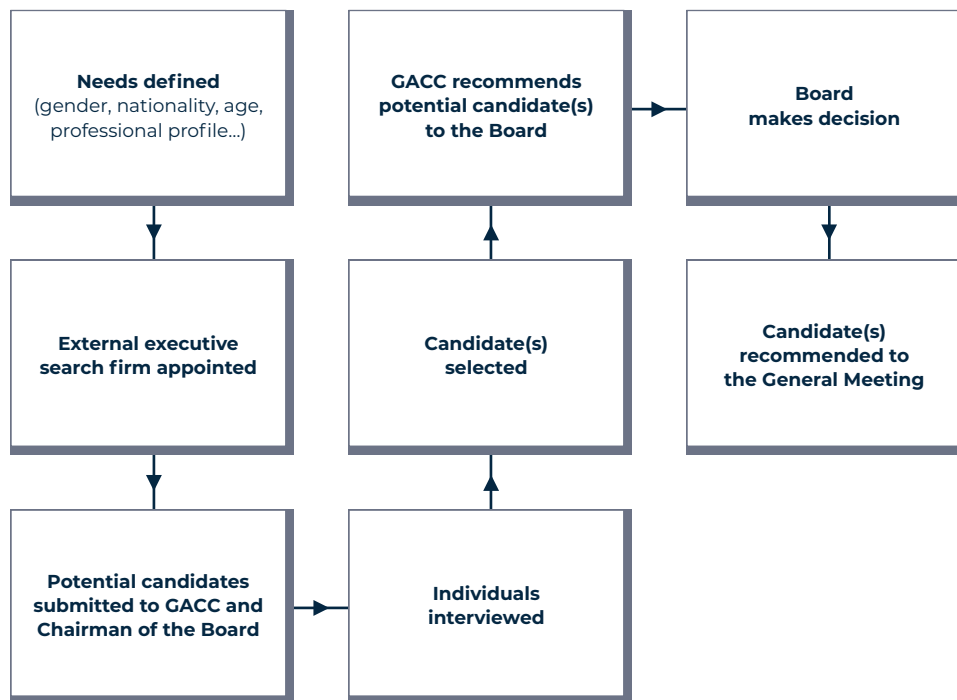 Needs defined
(gender, nationality, age,
professional profile...)
External executive
search firm appointed
Potential candidates
submitted to GACC and
Chairman of the Board
Individuals
interviewed
Candidate(s)
selected
GACC recommends
potential candidate(s)
to the Board
Board
makes decision
Candidate(s)
recommended to
the General Meeting